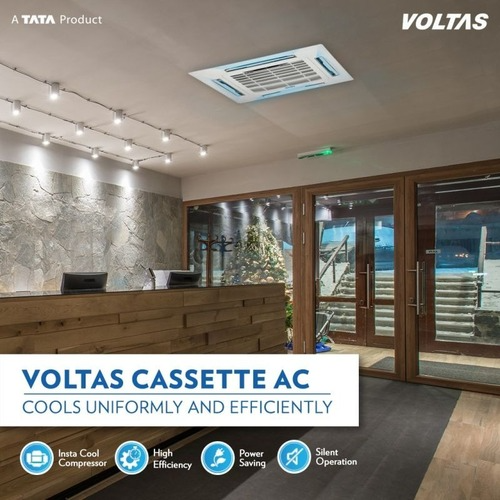 A TATA Product
VOLTAS
VOLTAS CASSETTE AC
COOLS UNIFORMLY AND EFFICIENTLY
Insta Cool
Compressor
High
Efficiency
Power
Saving
Silent
Operation